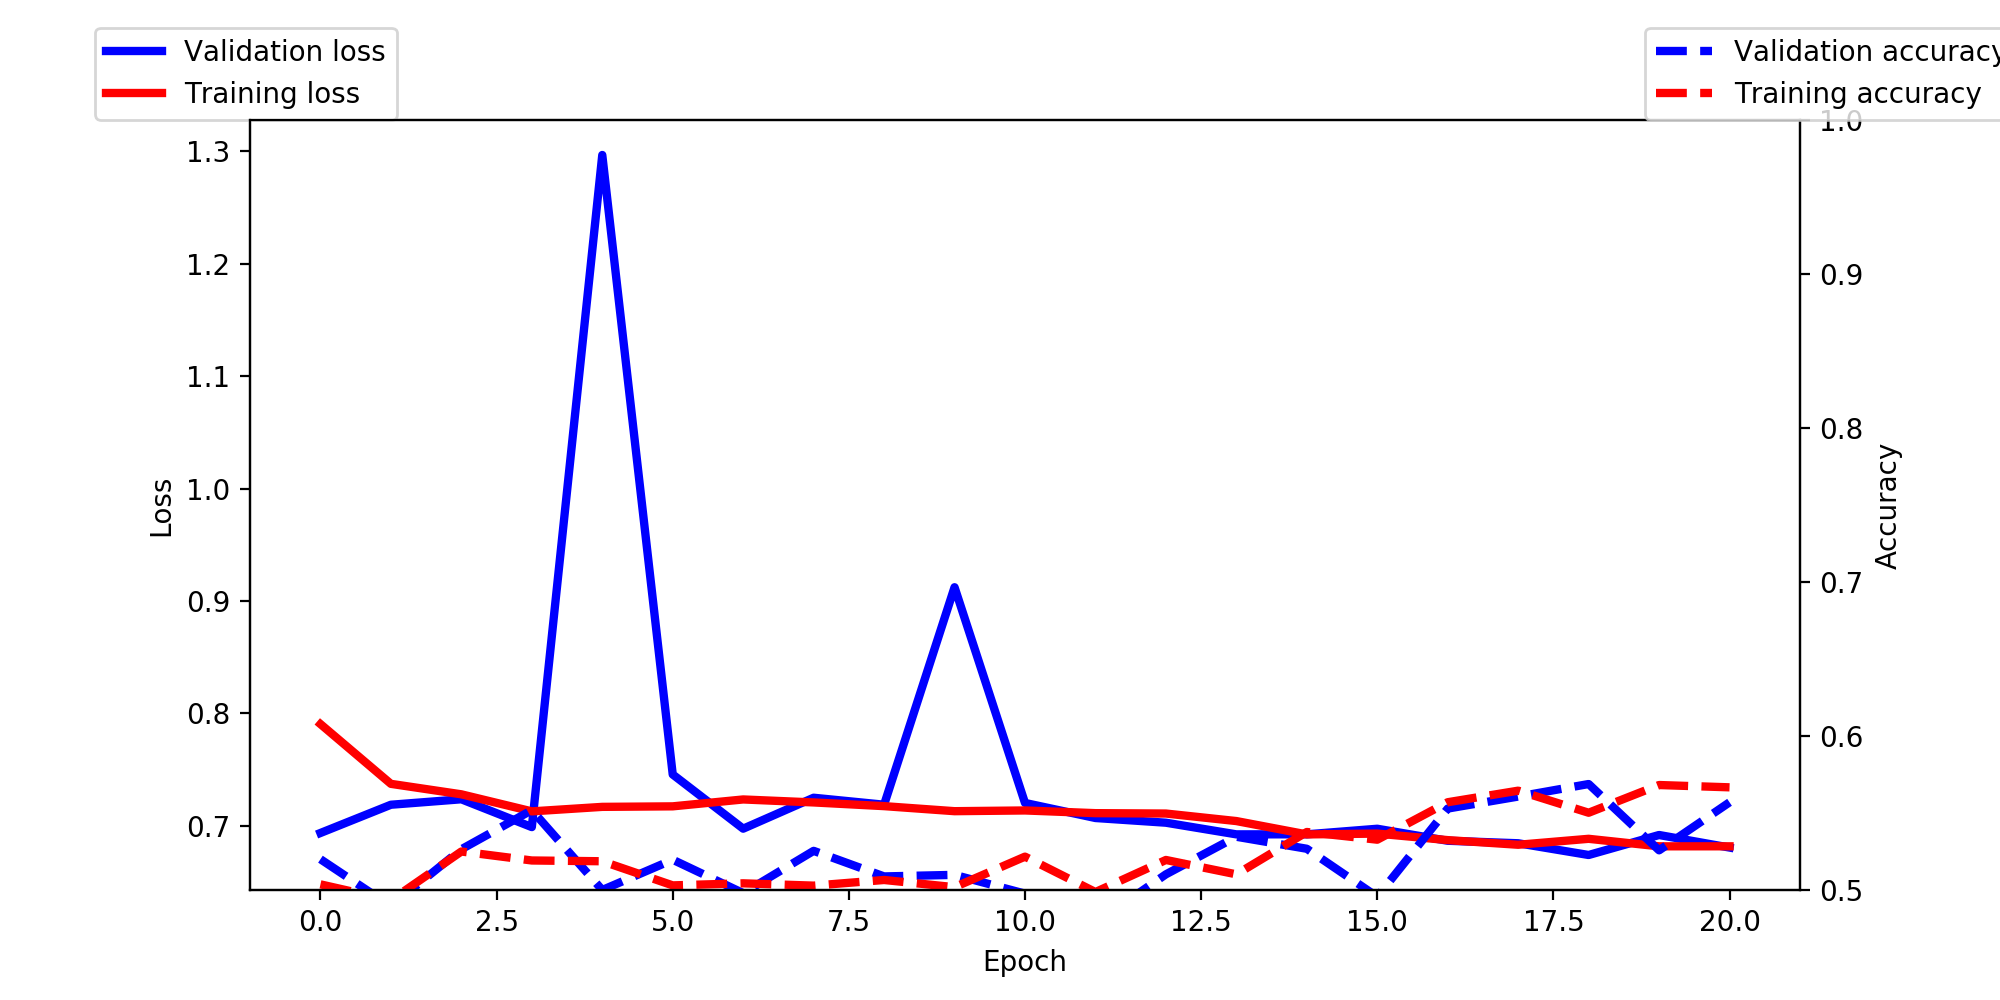 Validation loss
Training loss
Validation accuracy
Training accuracy
1.3
1.2
1.1
1.0
0.9
0.8
0.7
Loss
1.0
0.9
0.8
0.7
0.6
0.5
Accuracy
0.0 2.5 5.0 7.5 10.0 12.5 15.0 17.5 20.0
Epoch